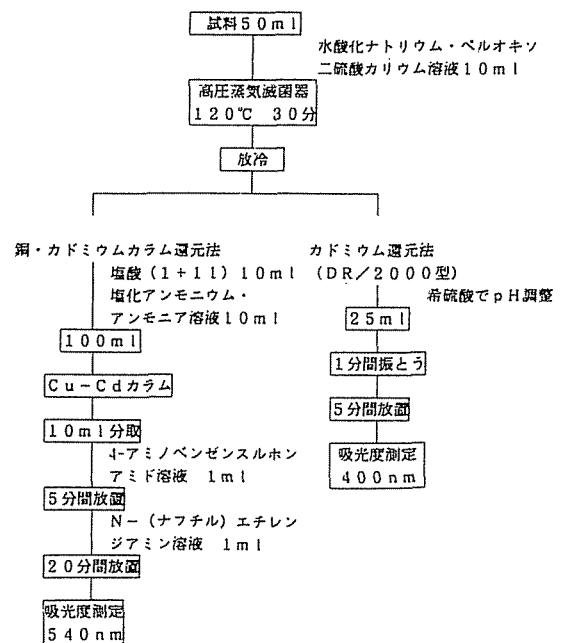 試料50ml
水酸化ナトリウム・ペルオキソ
二硫酸カリウム溶液10ml
高圧蒸気滅菌器
120℃ 30分
放冷
銅・カドミウムカラム還元法
塩酸(1+11)10ml
塩化アンモニウム・
アンモニア溶液10ml
100ml
Cu-Cdカラム
10ml分取
4-アミノベンゼンスルホン
アミド溶液 1ml
5分間放置
N-(ナフチル)エチレン
ジアミン溶液 1ml
20分間放置
吸光度測定
540nm
カドミウム還元法
(DR/2000型)
希硫酸でpH調整
25ml
1分間振とう
5分間放置
吸光度測定
400nm